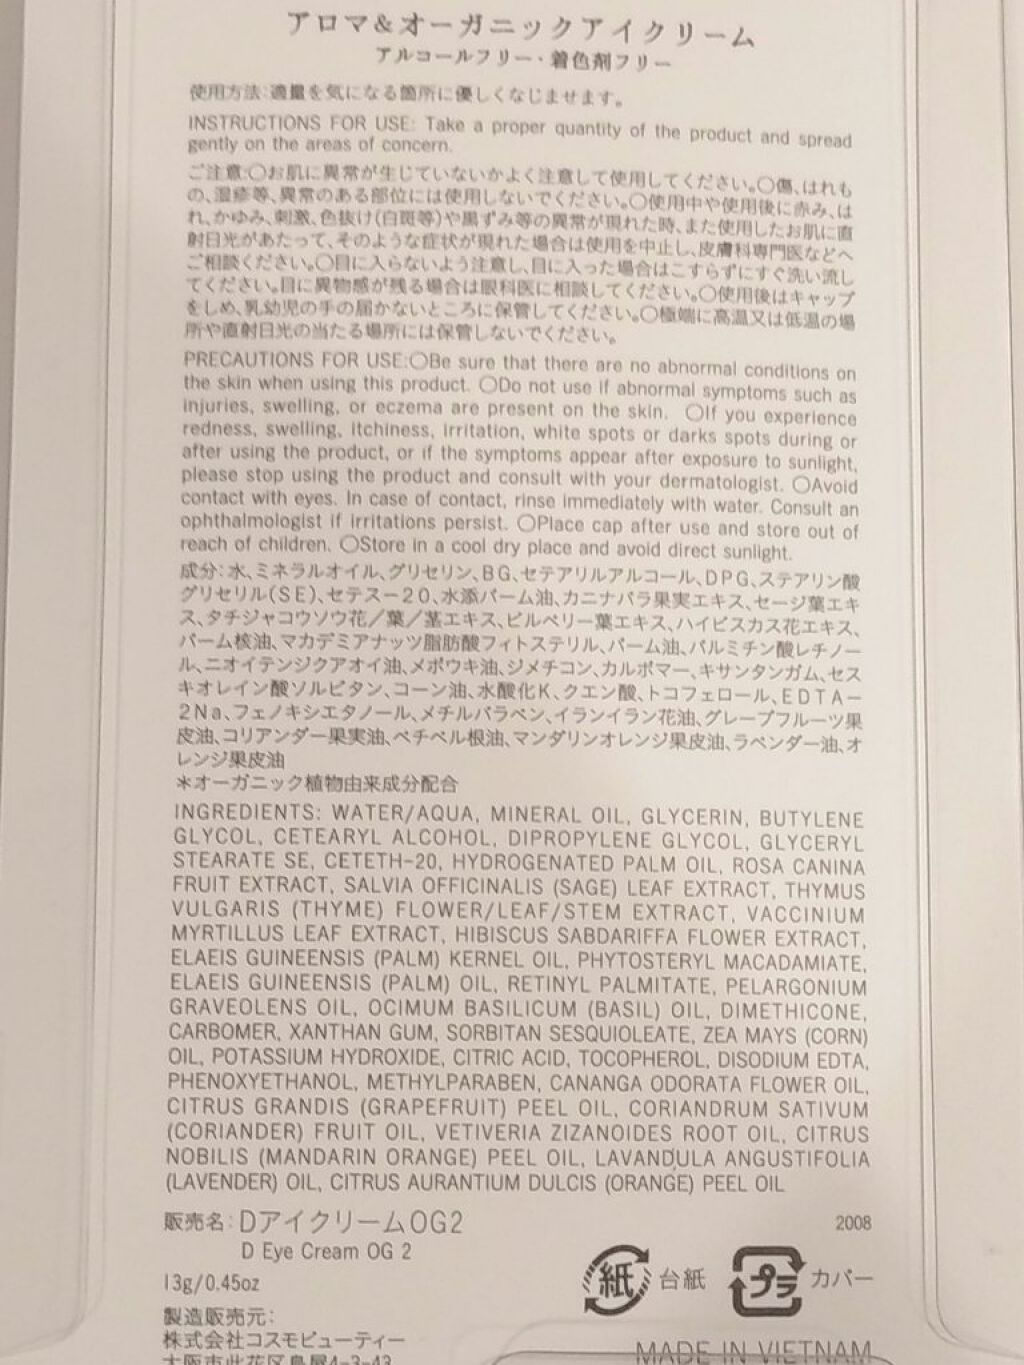 アロマ&オーガニックアイクリーム
アルコールフリー・着色剤フリー
使用方法:適量を気になる箇所に優しくなじませます。
INSTRUCTIONS FOR USE: Take a proper quantity of the product and spread
gently on the areas of concern.
ご注意:○お肌に異常が生じていないかよく注意して使用してください。○傷、はれも
の、湿疹等、異常のある部位には使用しないでください。○使用中や使用後に赤み、は
れ、かゆみ、刺激、色抜け(白斑等)や黒ずみ等の異常が現れた時、また使用したお肌に直
射日光があたって、そのような症状が現れた場合は使用を中止し、皮膚科専門医などへ
ご相談ください。○目に入らないよう注意し、目に入った場合はこすらずにすぐ洗い流し
てください。目に異物感が残る場合は眼科医に相談してください。○使用後はキャップ
をしめ、乳幼児の手の届かないところに保管してください。○極端に高温又は低温の場
所や直射日光の当たる場所には保管しないでください。
PRECAUTIONS FOR USE:○Be sure that there are no abnormal conditions on
the skin when using this product. ○Do not use if abnormal symptoms such as
injuries, swelling, or eczema are present on the skin. ○If you experience
redness, swelling, itchiness, irritation, white spots or darks spots during or
after using the product, or if the symptoms appear after exposure to sunlight,
please stop using the product and consult with your dermatologist. ○Avoid
contact with eyes. In case of contact, rinse immediately with water. Consult an
ophthalmologist if irritations persist. ○Place cap after use and store out of
reach of children. ○Store in a cool dry place and avoid direct sunlight.
成分:水、ミネラルオイル、グリセリン、BG、セテアリルアルコール、DPG、ステアリン酸
グリセリル(SE)、セテス-20、水添パーム油、カニナバラ果実エキス、セージ葉エキ
ス、タチジャコウソウ花/葉/茎エキス、ビルベリー葉エキス、ハイビスカス花エキス、
パーム核油、マカデミアナッツ脂肪酸フィトステリル、パーム油、パルミチン酸レチノー
ル、ニオイテンジクアオイ油、メボウキ油、ジメチコン、カルボマー、キサンタンガム、セス
キオレイン酸ソルビタン、コーン油、水酸化K、クエン酸、トコフェロール、EDTA-
2Na、フェノキシエタノール、メチルパラベン、イランイラン花油、グレープフルーツ果
皮油、コリアンダー果実油、ベチベル根油、マンダリンオレンジ果皮油、ラベンダー油、オ
レンジ果皮油
*オーガニック植物由来成分配合
INGREDIENTS: WATER/AQUA, MINERAL OIL, GLYCERIN, BUTYLENE
GLYCOL, CETEARYL ALCOHOL, DIPROPYLENE GLYCOL, GLYCERYL
STEARATE SE, CETETH-20, HYDROGENATED PALM OIL, ROSA CANINA
FRUIT EXTRACT, SALVIA OFFICINALIS (SAGE) LEAF EXTRACT, THYMUS
VULGARIS (THYME) FLOWER/LEAF/STEM EXTRACT, VACCINIUM
MYRTILLUS LEAF EXTRACT, HIBISCUS SABDARIFFA FLOWER EXTRACT,
ELAEIS GUINEENSIS (PALM) KERNEL OIL, PHYTOSTERYL MACADAMIATE,
ELAEIS GUINEENSIS (PALM) OIL, RETINYL PALMITATE, PELARGONIUM
GRAVEOLENS OIL, OCIMUM BASILICUM (BASIL) OIL, DIMETHICONE,
CARBOMER, XANTHAN GUM, SORBITAN SESQUIOLEATE, ZEA MAYS (CORN)
OIL, POTASSIUM HYDROXIDE, CITRIC ACID, TOCOPHEROL, DISODIUM EDTA,
PHENOXYETHANOL, METHYLPARABEN, CANANGA ODORATA FLOWER OIL,
CITRUS GRANDIS (GRAPEFRUIT) PEEL OIL, CORIANDRUM SATIVUM
(CORIANDER) FRUIT OIL, VETIVERIA ZIZANOIDES ROOT OIL, CITRUS
NOBILIS (MANDARIN ORANGE) PEEL OIL, LAVANDULA ANGUSTIFOLIA
(LAVENDER) OIL, CITRUS AURANTIUM DULCIS (ORANGE) PEEL OIL
販売名:DアイクリームOG2 2008
D Eye Cream OG 2
紙 台紙 プラ カバー
13g/0.45oz
製造販売元:
株式会社コスモビューティー
大阪市此花区島屋4-3-43
MADE IN VIETNAM